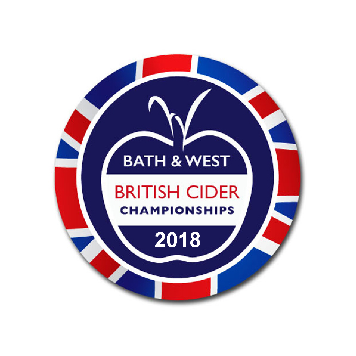 BATH & WEST
BRITISH CIDER
CHAMPIONSHIPS
2018